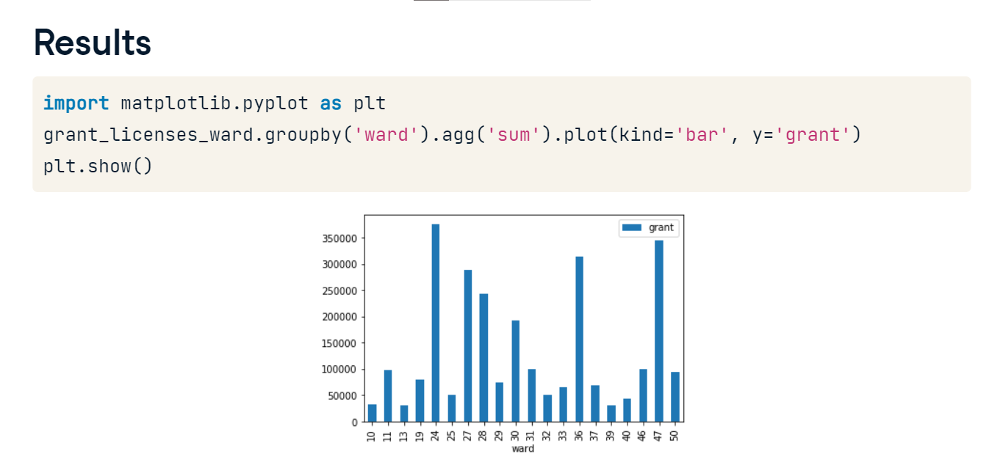 Results
import matplotlib.pyplot as plt
grant_licenses_ward.groupby('ward').agg('sum').plot(kind='bar', y='grant')
plt.show()
grant
350000
300000
250000
200000
150000
100000
50000
0
10 11 13 19 24 25 27 28 29 30 31 32 33 36 37 39 40 46 47 50
ward